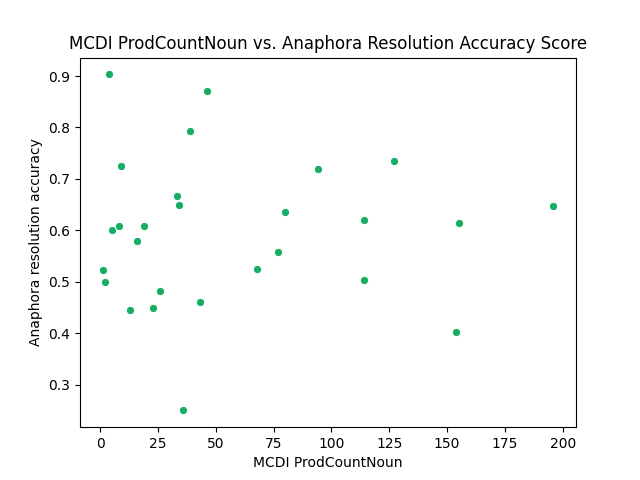 MCDI ProdCountNoun vs. Anaphora Resolution Accuracy Score
0.9
0.8
0.7
0.6
0.5
0.4
0.3
Anaphora resolution accuracy
0 25 50 75 100 125 150 175 200
MCDI ProdCountNoun